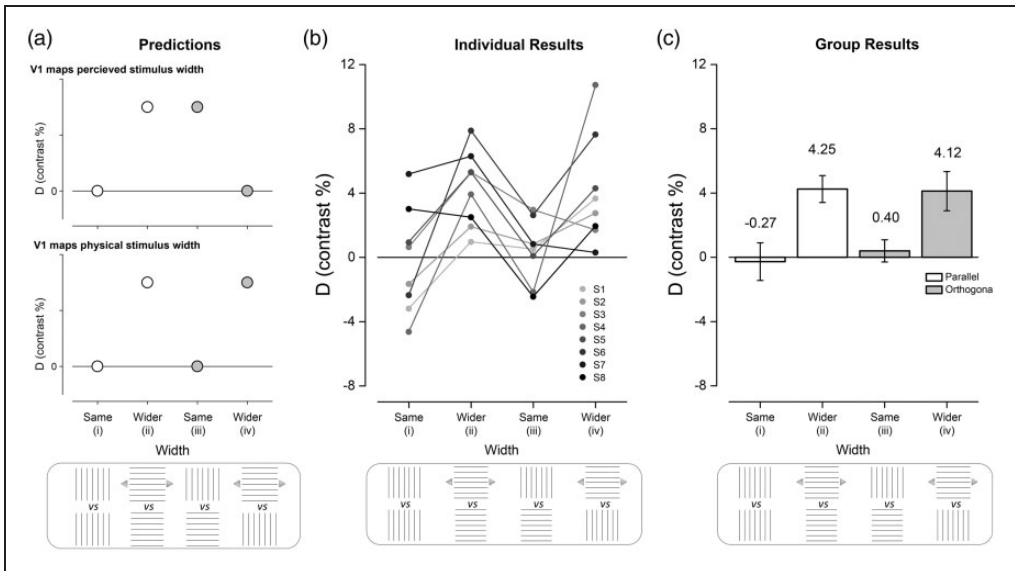 (a)
Predictions
V1 maps percieved stimulus width
D (contrast %)
0
V1 maps physical stimulus width
D (contrast %)
0
Same Wider Same Wider
(i) (ii) (iii) (iv)
Width
vs vs vs vs
(b)
Individual Results
D (contrast %)
12
8
4
0
-4
-8
S1
S2
S3
S4
S5
S6
S7
S8
Same Wider Same Wider
(i) (ii) (iii) (iv)
Width
vs vs vs vs
(c)
Group Results
D (contrast %)
12
8
4
0
-4
-8
-0.27
4.25
0.40
4.12
Parallel
Orthogona
Same Wider Same Wider
(i) (ii) (iii) (iv)
Width
vs vs vs vs